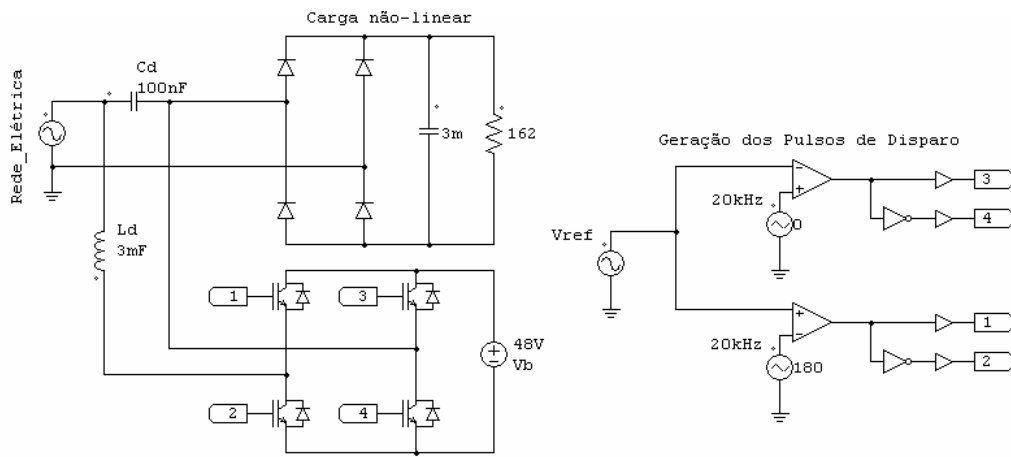 Carga não-linear
Cd
100nF
3m
162
Rede_Elétrica
Ld
3mF
1
3
2
4
48V
Vb
Geração dos Pulsos de Disparo
20kHz
0
3
4
Vref
20kHz
180
1
2